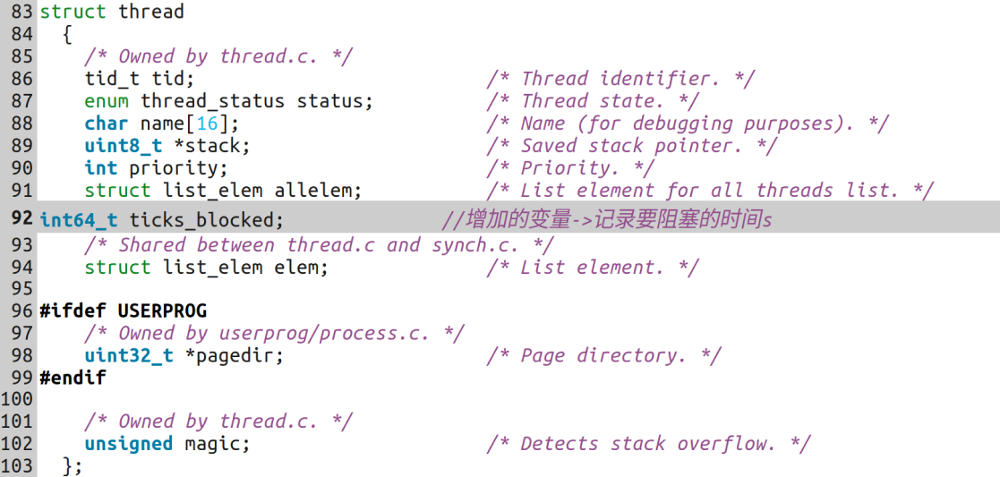 83 struct thread
84   {
85     /* Owned by thread.c. */
86     tid_t tid;                          /* Thread identifier. */
87     enum thread_status status;          /* Thread state. */
88     char name[16];                      /* Name (for debugging purposes). */
89     uint8_t *stack;                     /* Saved stack pointer. */
90     int priority;                       /* Priority. */
91     struct list_elem allelem;           /* List element for all threads list. */
92 int64_t ticks_blocked;              //增加的变量->记录要阻塞的时间s
93     /* Shared between thread.c and synch.c. */
94     struct list_elem elem;              /* List element. */
95
96 #ifdef USERPROG
97     /* Owned by userprog/process.c. */
98     uint32_t *pagedir;                  /* Page directory. */
99 #endif
100
101     /* Owned by thread.c. */
102     unsigned magic;                     /* Detects stack overflow. */
103   };